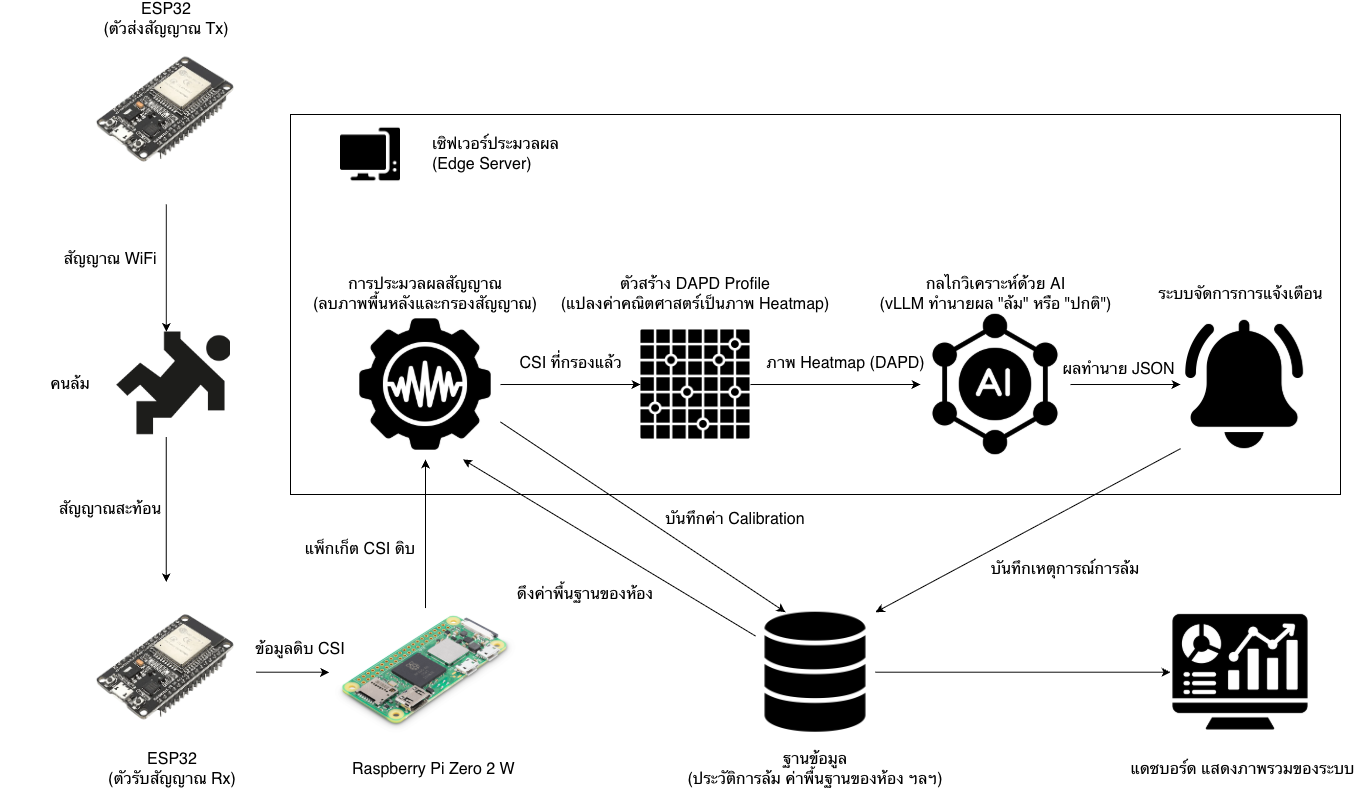 ESP32
(ตัวส่งสัญญาณ Tx)
เซิฟเวอร์ประมวลผล
(Edge Server)
สัญญาณ WiFi
การประมวลผลสัญญาณ
(ลบภาพพื้นหลังและกรองสัญญาณ)
ตัวสร้าง DAPD Profile
(แปลงค่าคณิตศาสตร์เป็นภาพ Heatmap)
กลไกวิเคราะห์ด้วย AI
(vLLM ทำนายผล "ล้ม" หรือ "ปกติ")
ระบบจัดการการแจ้งเตือน
คนล้ม
CSI ที่กรองแล้ว
ภาพ Heatmap (DAPD)
AI
ผลทำนาย JSON
สัญญาณสะท้อน
แพ็กเก็ต CSI ดิบ
บันทึกค่า Calibration
ดึงค่าพื้นฐานของห้อง
บันทึกเหตุการณ์การล้ม
ข้อมูลดิบ CSI
ESP32
(ตัวรับสัญญาณ Rx)
Raspberry Pi Zero 2 W
ฐานข้อมูล
(ประวัติการล้ม ค่าพื้นฐานของห้อง ฯลฯ)
แดชบอร์ด แสดงภาพรวมของระบบ